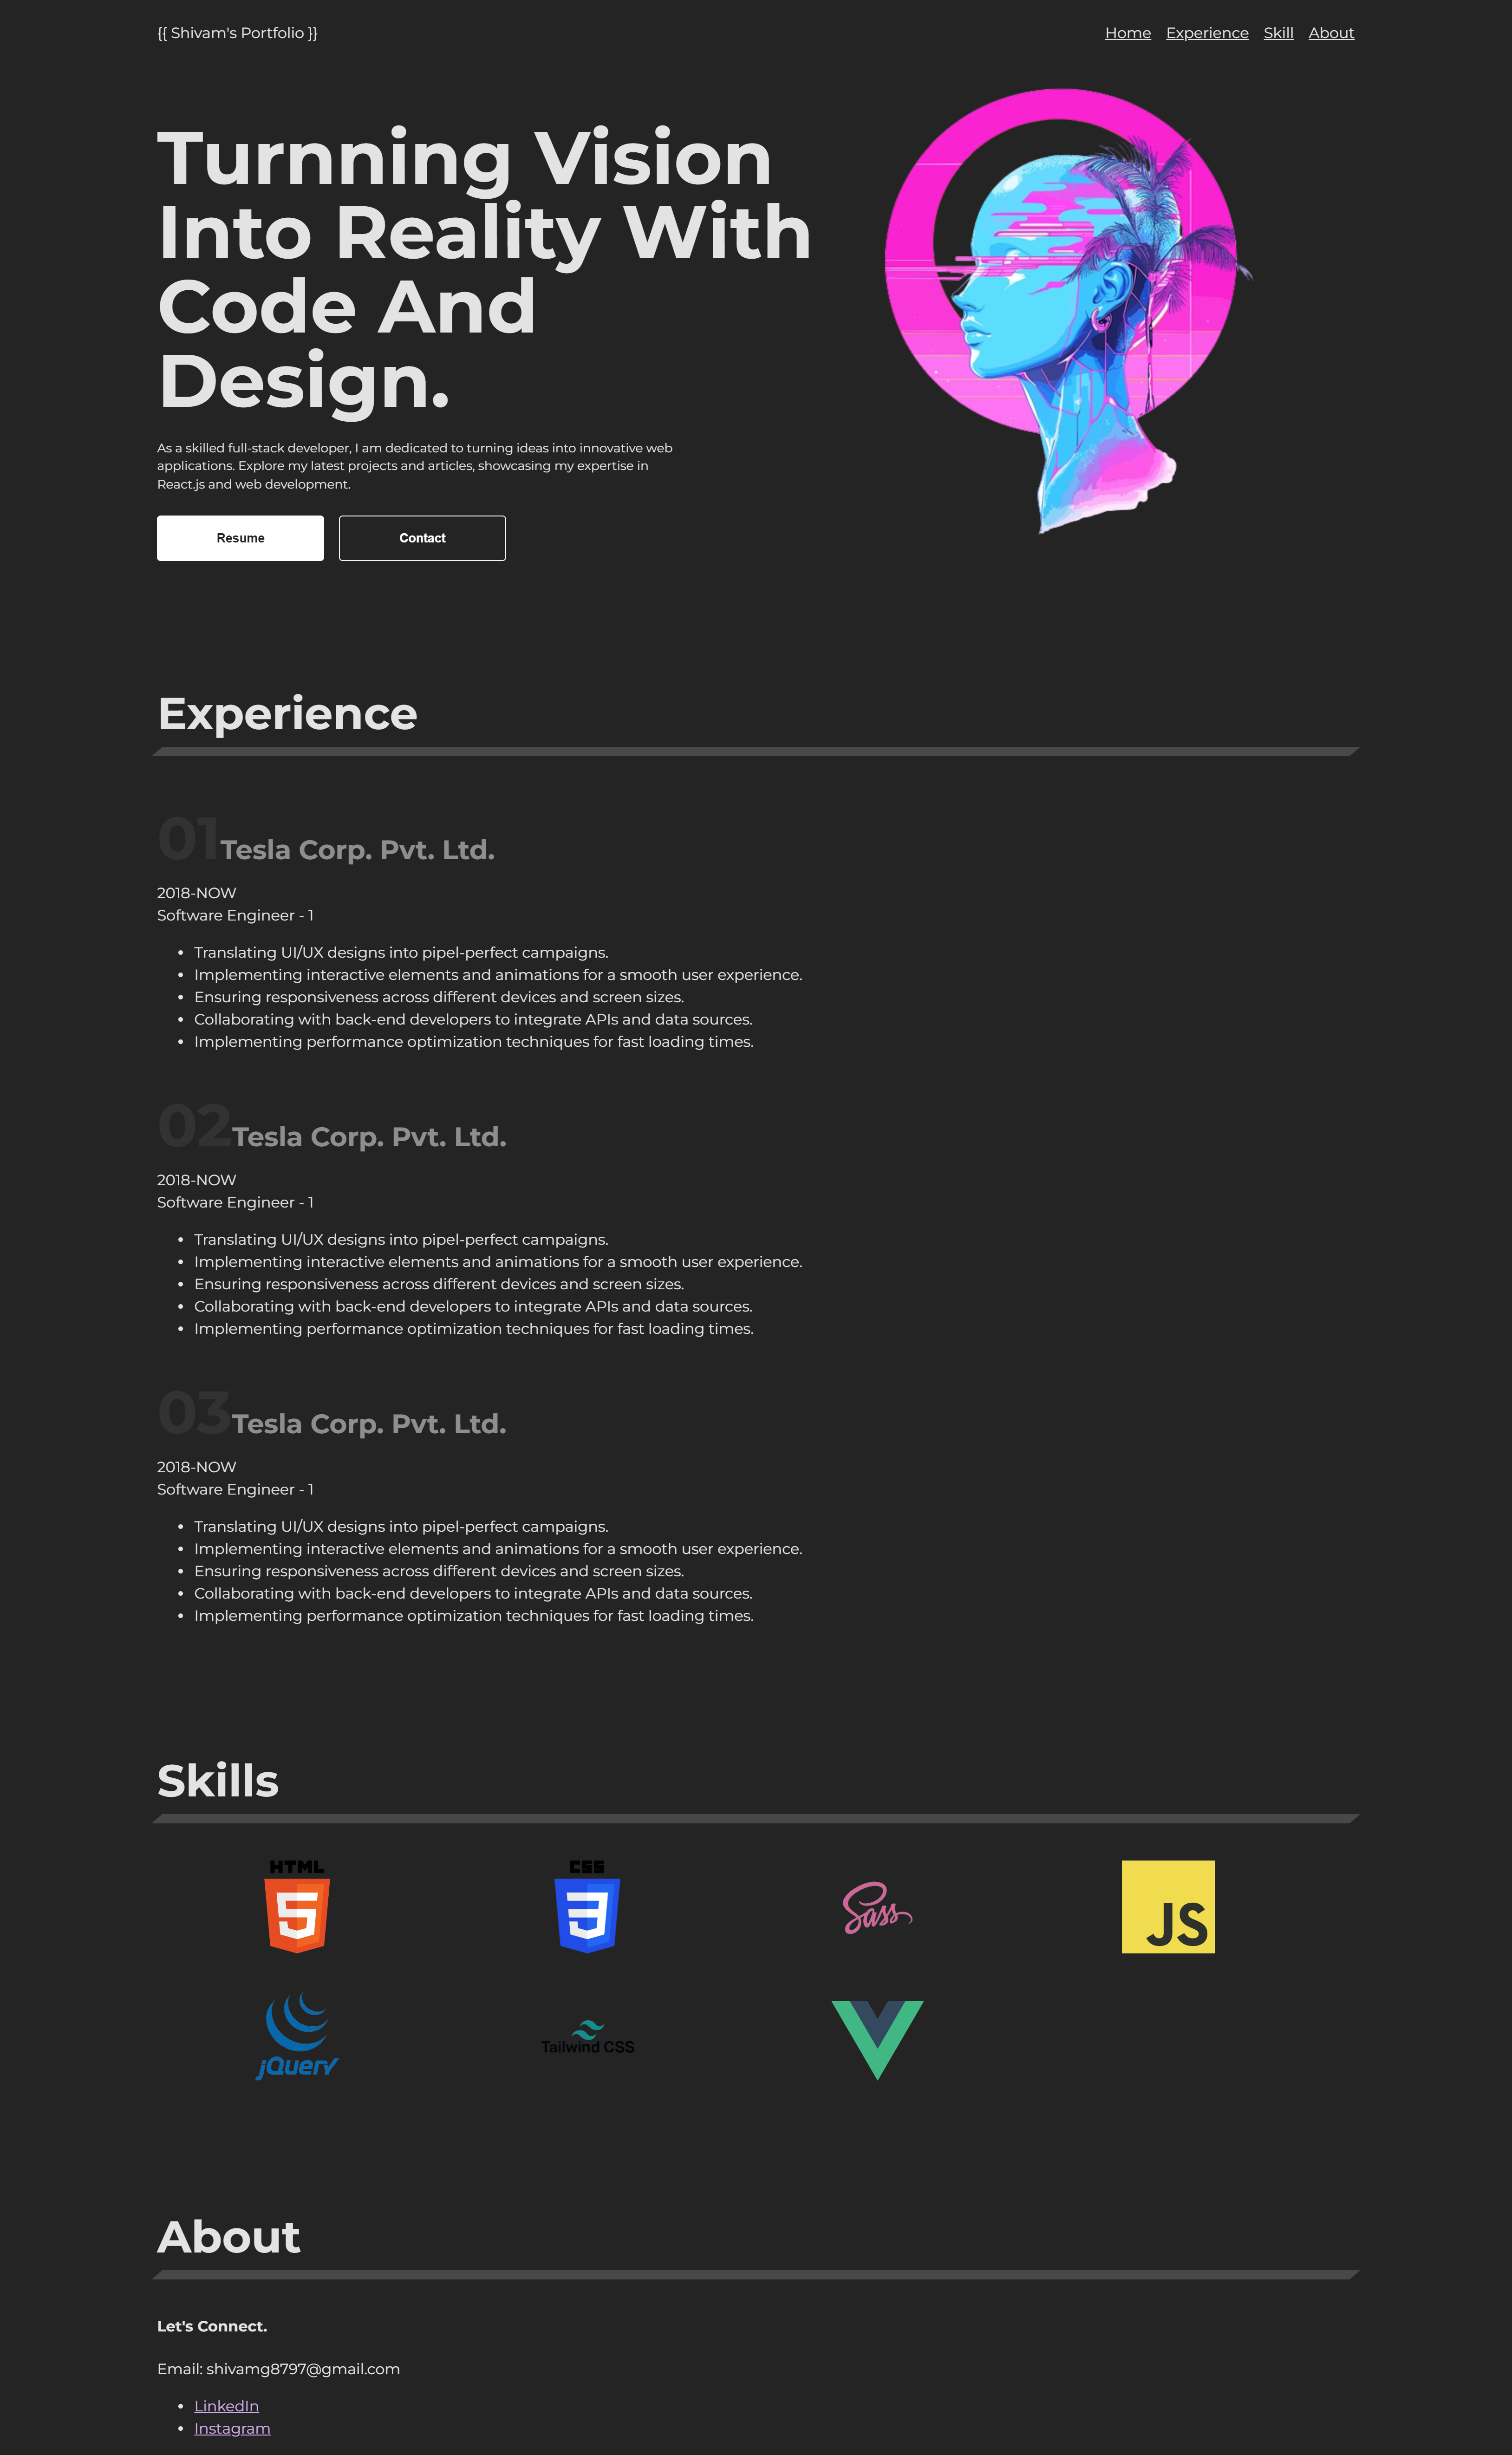 {{ Shivam's Portfolio }}
Home Experience Skill About
Turnning Vision
Into Reality With
Code And
Design.
As a skilled full-stack developer, I am dedicated to turning ideas into innovative web
applications. Explore my latest projects and articles, showcasing my expertise in
React.js and web development.
Resume Contact
Experience
01 Tesla Corp. Pvt. Ltd.
2018-NOW
Software Engineer - 1
• Translating UI/UX designs into pipel-perfect campaigns.
• Implementing interactive elements and animations for a smooth user experience.
• Ensuring responsiveness across different devices and screen sizes.
• Collaborating with back-end developers to integrate APIs and data sources.
• Implementing performance optimization techniques for fast loading times.
02 Tesla Corp. Pvt. Ltd.
2018-NOW
Software Engineer - 1
• Translating UI/UX designs into pipel-perfect campaigns.
• Implementing interactive elements and animations for a smooth user experience.
• Ensuring responsiveness across different devices and screen sizes.
• Collaborating with back-end developers to integrate APIs and data sources.
• Implementing performance optimization techniques for fast loading times.
03 Tesla Corp. Pvt. Ltd.
2018-NOW
Software Engineer - 1
• Translating UI/UX designs into pipel-perfect campaigns.
• Implementing interactive elements and animations for a smooth user experience.
• Ensuring responsiveness across different devices and screen sizes.
• Collaborating with back-end developers to integrate APIs and data sources.
• Implementing performance optimization techniques for fast loading times.
Skills
HTML CSS
5 3 Sass JS
jQuery Tailwind CSS
About
Let's Connect.
Email: shivamg8797@gmail.com
• LinkedIn
• Instagram